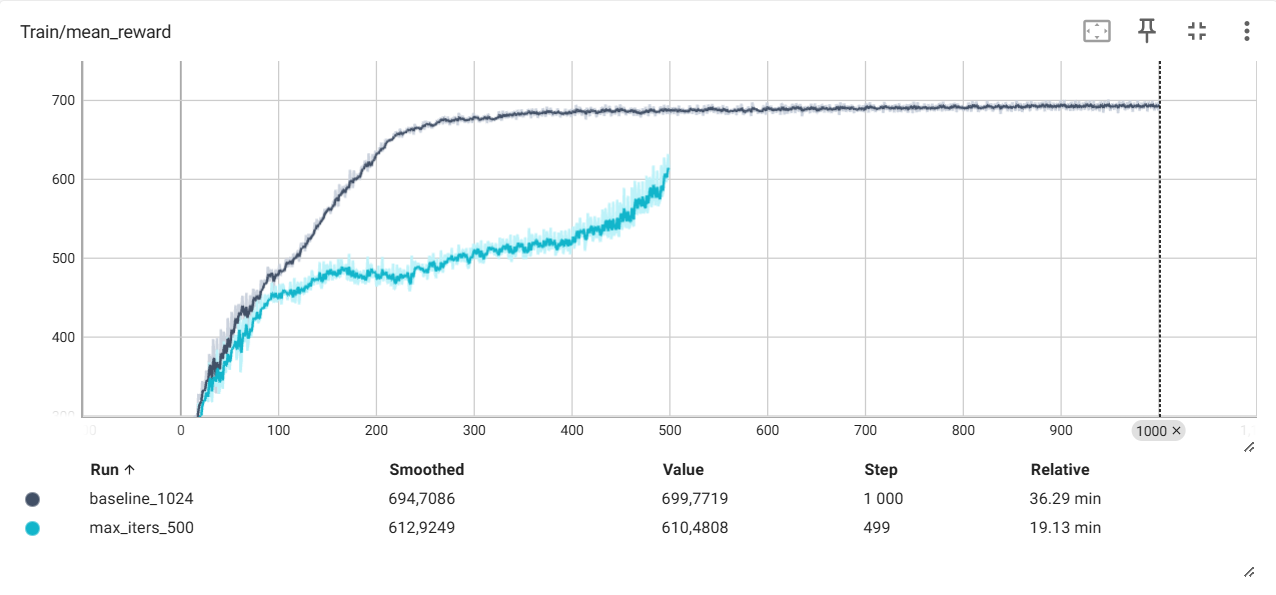 Train/mean_reward
700
600
500
400
300
0 100 200 300 400 500 600 700 800 900 1000 ×
Run ↑ Smoothed Value Step Relative
baseline_1024 694,7086 699,7719 1 000 36.29 min
max_iters_500 612,9249 610,4808 499 19.13 min